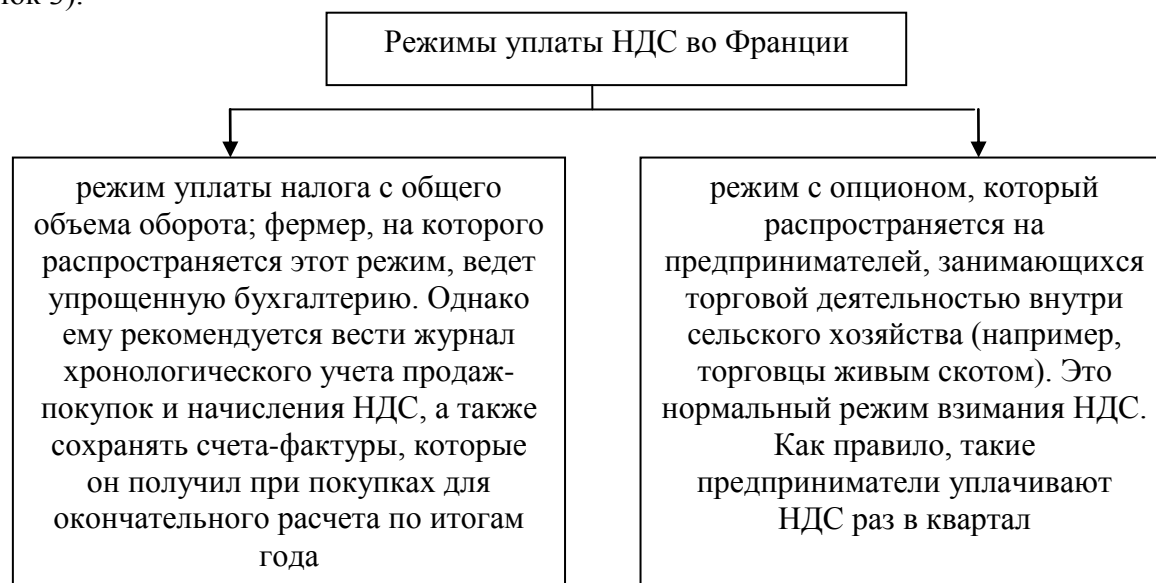 Режимы уплаты НДС во Франции
режим уплаты налога с общего
объема оборота; фермер, на которого
распространяется этот режим, ведет
упрощенную бухгалтерию. Однако
ему рекомендуется вести журнал
хронологического учета продаж-
покупок и начисления НДС, а также
сохранять счета-фактуры, которые
он получил при покупках для
окончательного расчета по итогам
года
режим с опционом, который
распространяется на
предпринимателей, занимающихся
торговой деятельностью внутри
сельского хозяйства (например,
торговцы живым скотом). Это
нормальный режим взимания НДС.
Как правило, такие
предприниматели уплачивают
НДС раз в квартал